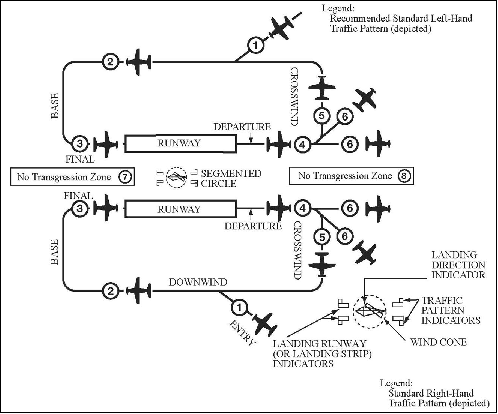 Legend:
Recommended Standard Left-Hand
Traffic Pattern (depicted)
1
2
CROSSWIND
BASE
5
6
DEPARTURE
3
RUNWAY
4
6
FINAL
No Transgression Zone 7
SEGMENTED
CIRCLE
No Transgression Zone 8
FINAL
3
RUNWAY
4
6
DEPARTURE
5
6
BASE
CROSSWIND
LANDING
DIRECTION
INDICATOR
DOWNWIND
2
1
ENTRY
TRAFFIC
PATTERN
INDICATORS
WIND CONE
LANDING RUNWAY
(OR LANDING STRIP)
INDICATORS
Legend:
Standard Right-Hand
Traffic Pattern (depicted)